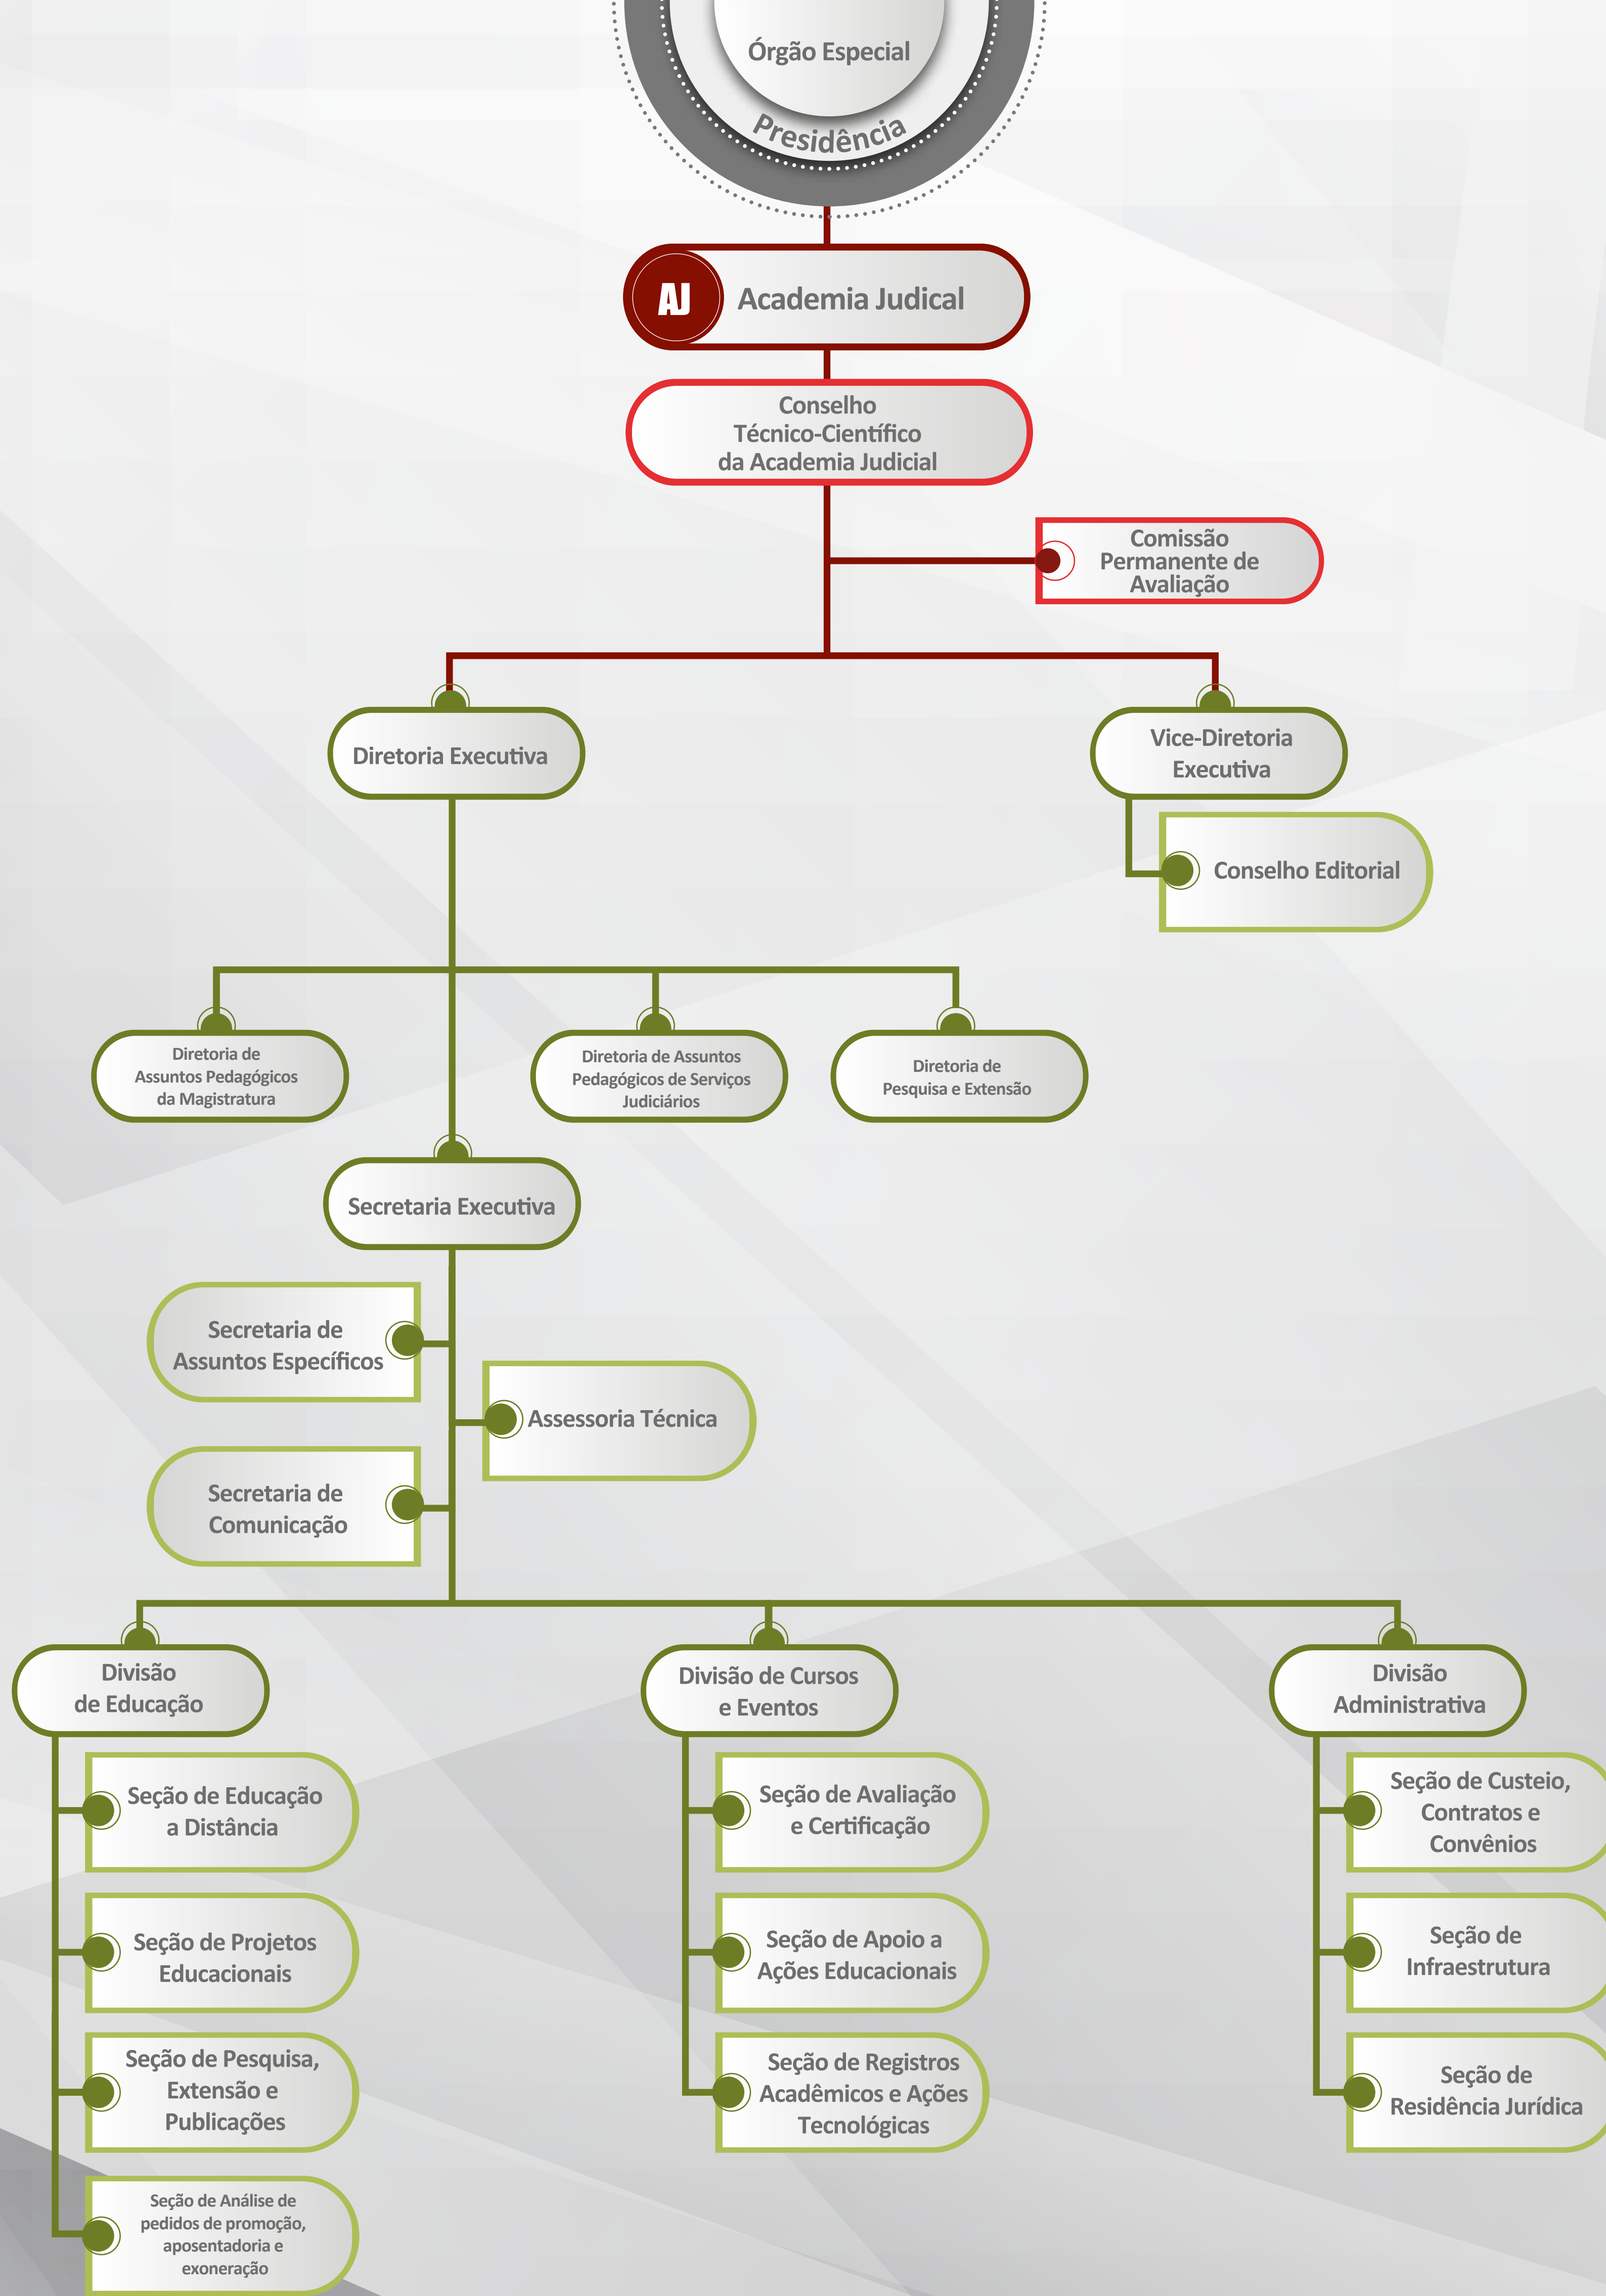 Órgão Especial
Presidência
AJ
Academia Judical
Conselho
Técnico-Científico
da Academia Judicial
Comissão
Permanente de
Avaliação
Diretoria Executiva
Vice-Diretoria
Executiva
Conselho Editorial
Diretoria de
Assuntos Pedagógicos
da Magistratura
Diretoria de Assuntos
Pedagógicos de Serviços
Judiciários
Diretoria de
Pesquisa e Extensão
Secretaria Executiva
Secretaria de
Assuntos Específicos
Assessoria Técnica
Secretaria de
Comunicação
Divisão
de Educação
Seção de Educação
a Distância
Seção de Projetos
Educacionais
Seção de Pesquisa,
Extensão e
Publicações
Seção de Análise de
pedidos de promoção,
aposentadoria e
exoneração
Divisão de Cursos
e Eventos
Seção de Avaliação
e Certificação
Seção de Apoio a
Ações Educacionais
Seção de Registros
Acadêmicos e Ações
Tecnológicas
Divisão
Administrativa
Seção de Custeio,
Contratos e
Convênios
Seção de
Infraestrutura
Seção de
Residência Jurídica